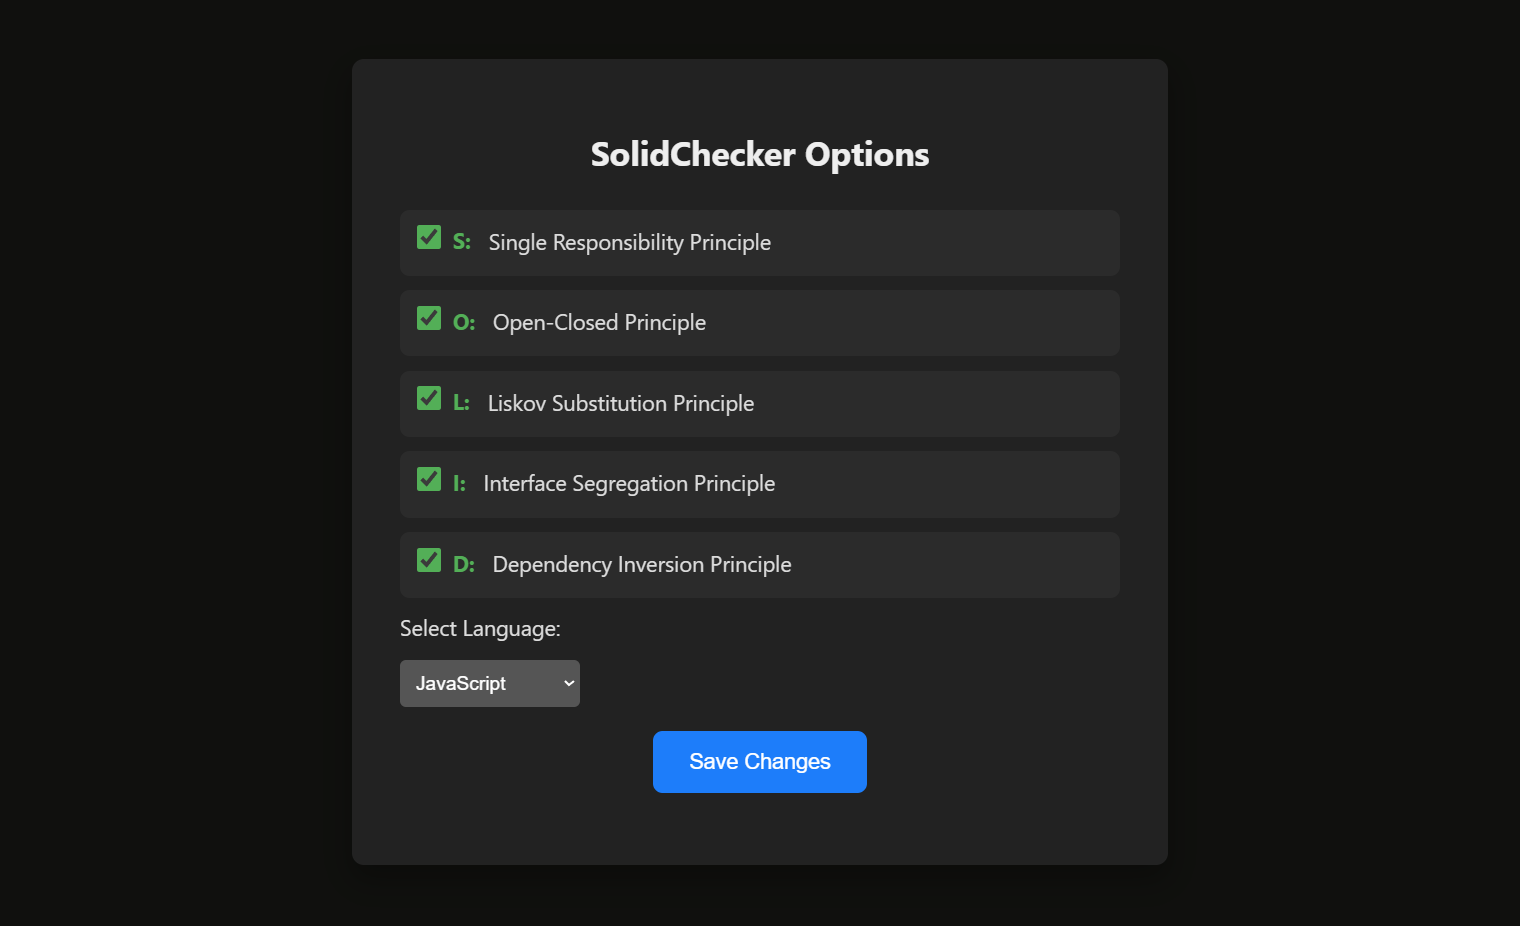 SolidChecker Options
S: Single Responsibility Principle
O: Open-Closed Principle
L: Liskov Substitution Principle
I: Interface Segregation Principle
D: Dependency Inversion Principle
Select Language:
JavaScript
Save Changes